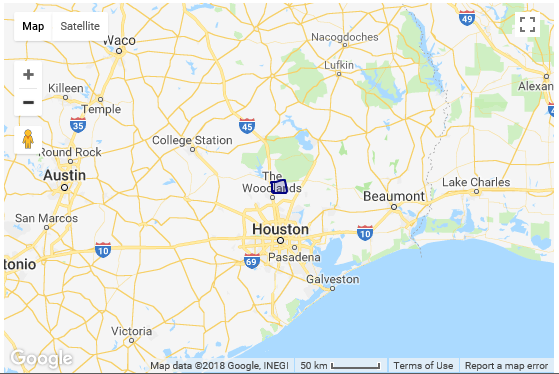 Map Satellite
49
Nacogdoches
Waco
Lufkin
Killeen
Temple
Alexan
35
45
College Station
Round Rock
Austin
The
Woodlands
Lake Charles
Beaumont
San Marcos
Houston
10
10
Pasadena
69
tonio
Galveston
Victoria
Google
Map data ©2018 Google, INEGI 50 km Terms of Use Report a map error